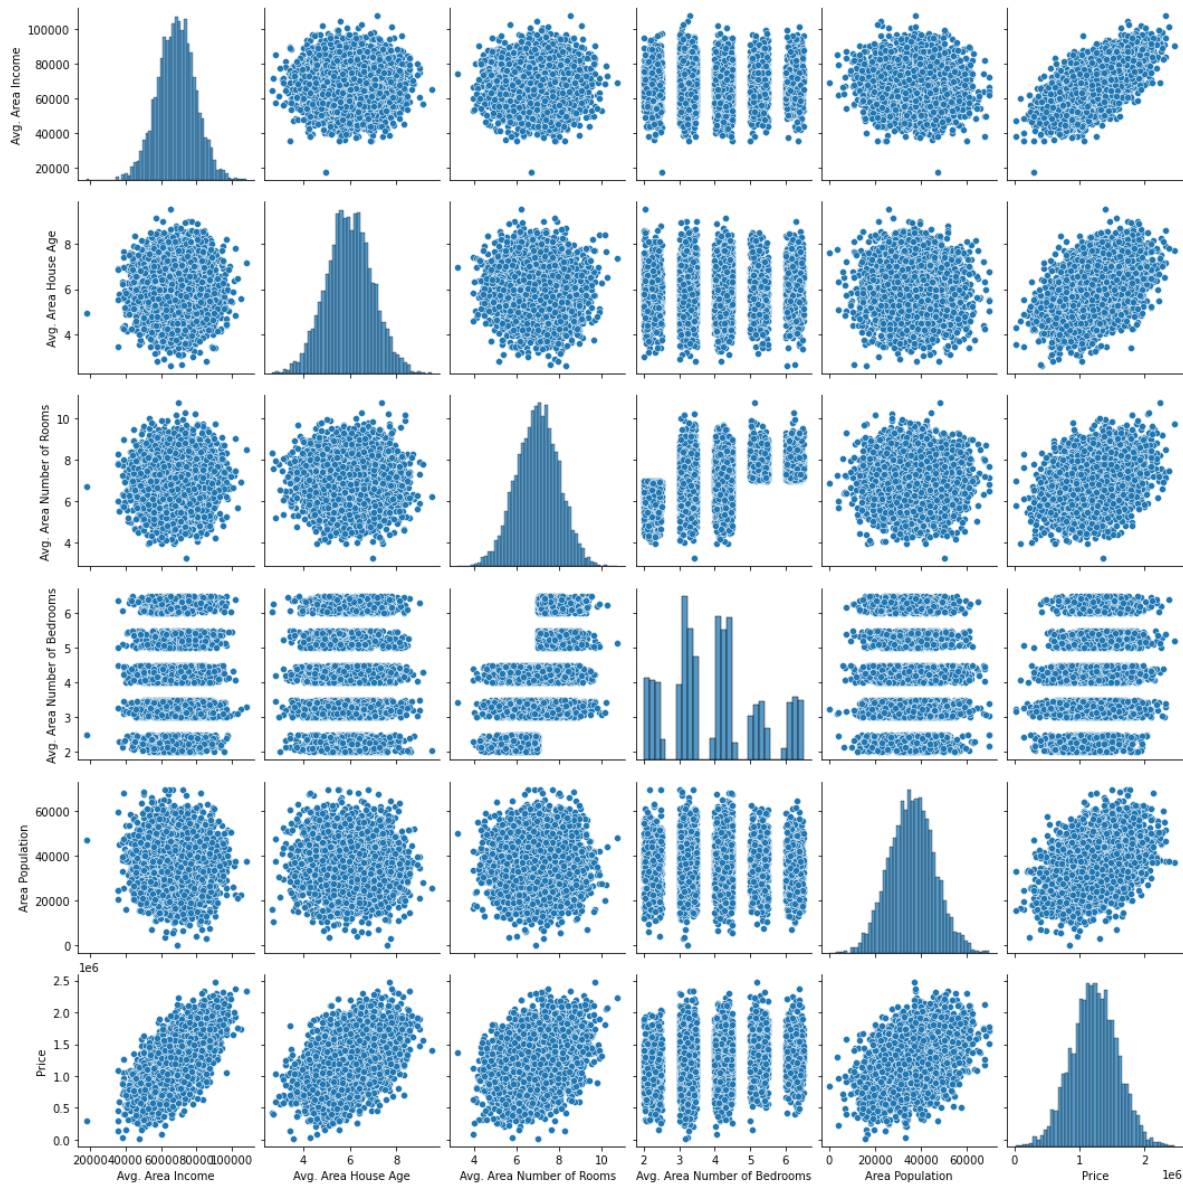 100000
80000
60000
40000
20000
Avg. Area Income
8
6
4
Avg. Area House Age
10
8
6
4
Avg. Area Number of Rooms
6
5
4
3
2
Avg. Area Number of Bedrooms
60000
40000
20000
0
Area Population
1e6
2.5
2.0
1.5
1.0
0.5
0.0
Price
20000 40000 60000 80000 100000
4 6 8
4 6 8 10
2 3 4 5 6
0 20000 40000 60000
0 1 2
1e6
Avg. Area Income
Avg. Area House Age
Avg. Area Number of Rooms
Avg. Area Number of Bedrooms
Area Population
Price